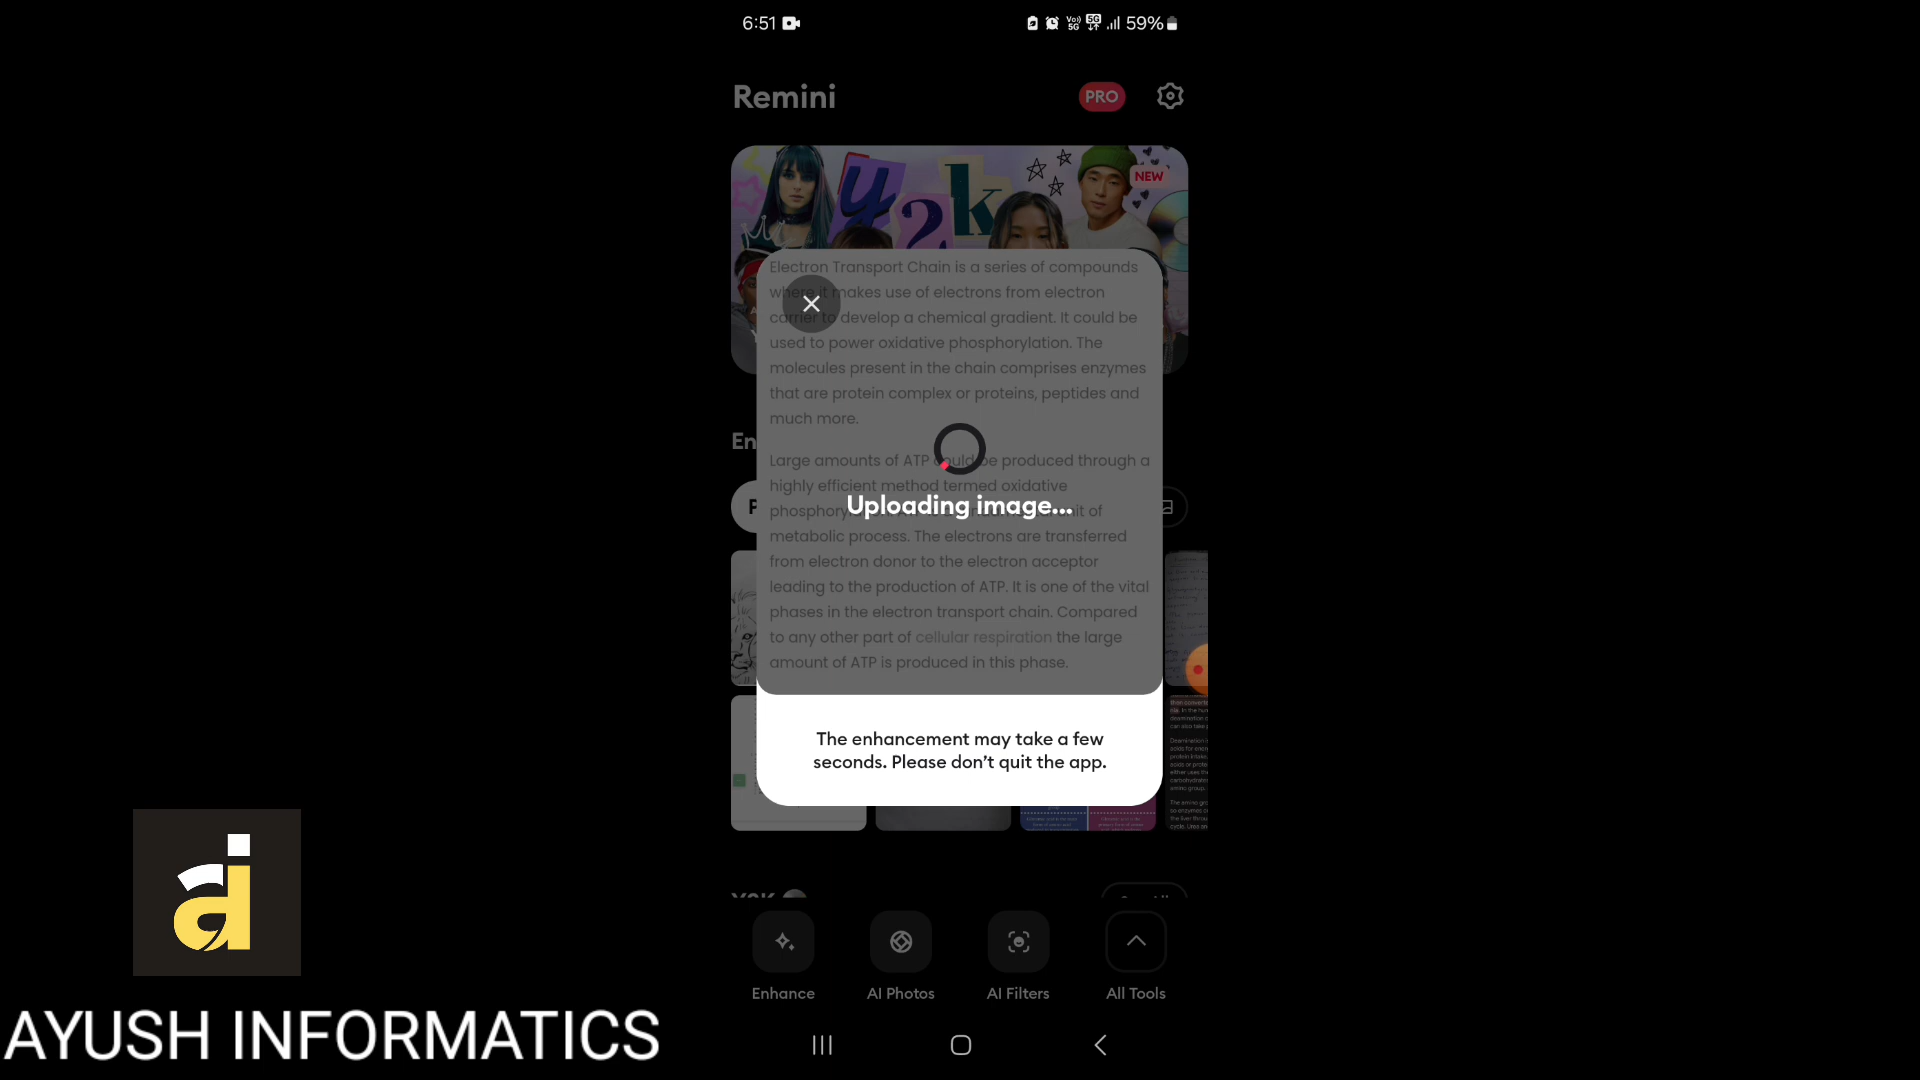 6:51
Vo)) 5G 5G 59%
Remini
PRO
y2k
NEW
Electron Transport Chain is a series of compounds
where it makes use of electrons from electron
carrier to develop a chemical gradient. It could be
used to power oxidative phosphorylation. The
molecules present in the chain comprises enzymes
that are protein complex or proteins, peptides and
much more.
En
Large amounts of ATP could be produced through a
highly efficient method termed oxidative
Uploading image...
metabolic process. The electrons are transferred
from electron donor to the electron acceptor
leading to the production of ATP. It is one of the vital
phases in the electron transport chain. Compared
to any other part of cellular respiration the large
amount of ATP is produced in this phase.
The enhancement may take a few
seconds. Please don't quit the app.
Enhance
AI Photos
AI Filters
All Tools
AYUSH INFORMATICS